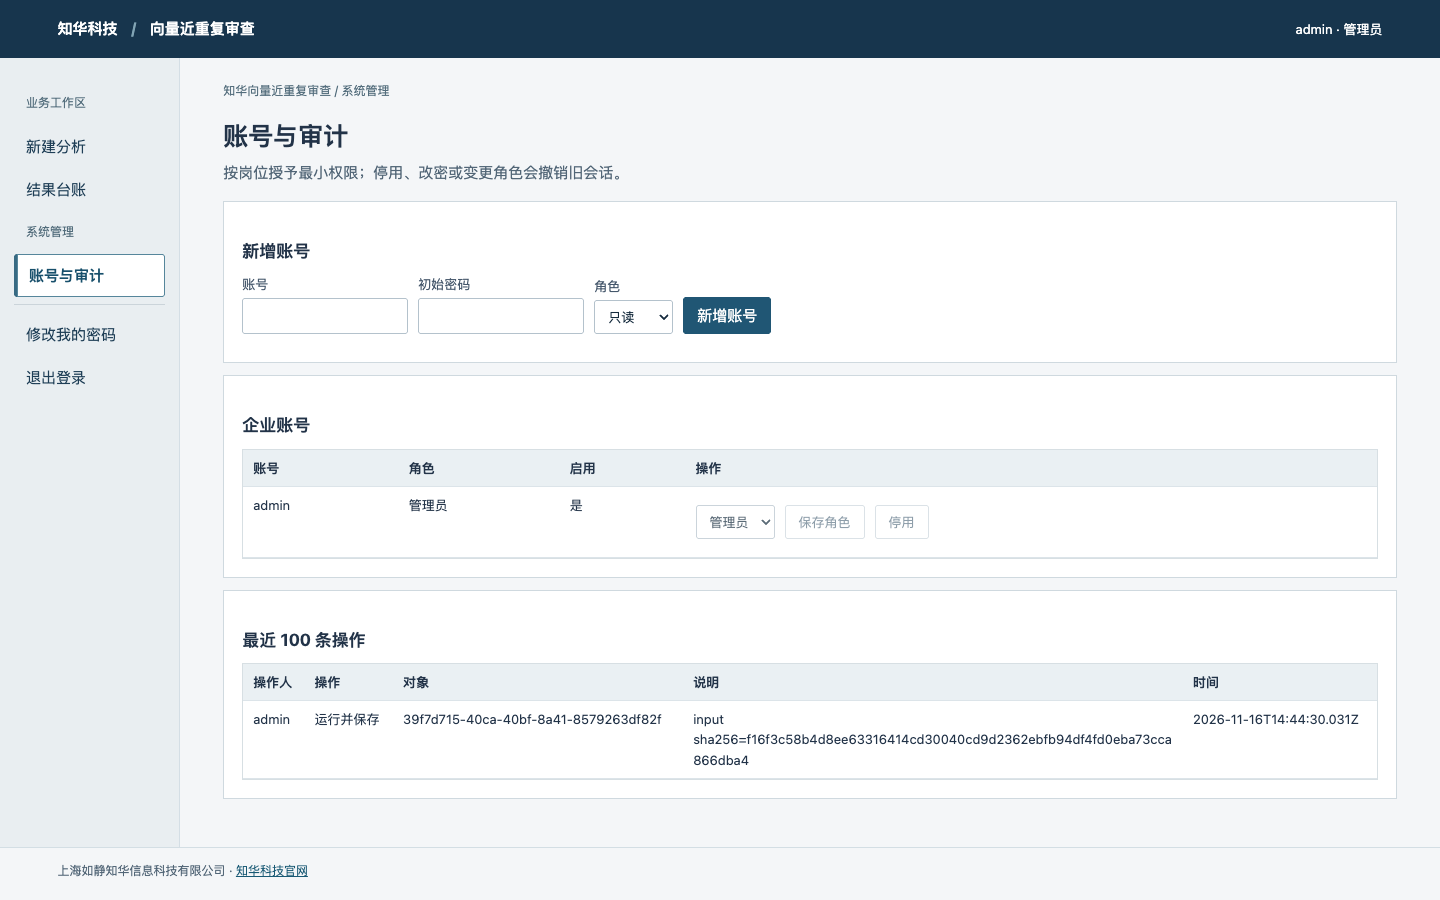 知华科技 / 向量近重复审查
admin · 管理员
业务工作区
新建分析
结果台账
系统管理
账号与审计
修改我的密码
退出登录
知华向量近重复审查 / 系统管理
账号与审计
按岗位授予最小权限；停用、改密或变更角色会撤销旧会话。
新增账号
账号 初始密码 角色
只读 新增账号
企业账号
账号 角色 启用 操作
admin 管理员 是 管理员 保存角色 停用
最近 100 条操作
操作人 操作 对象 说明 时间
admin 运行并保存 39f7d715-40ca-40bf-8a41-8579263df82f input 2026-11-16T14:44:30.031Z
sha256=f16f3c58b4d8ee63316414cd30040cd9d2362ebfb94df4fd0eba73cca
866dba4
上海如静知华信息科技有限公司 · 知华科技官网